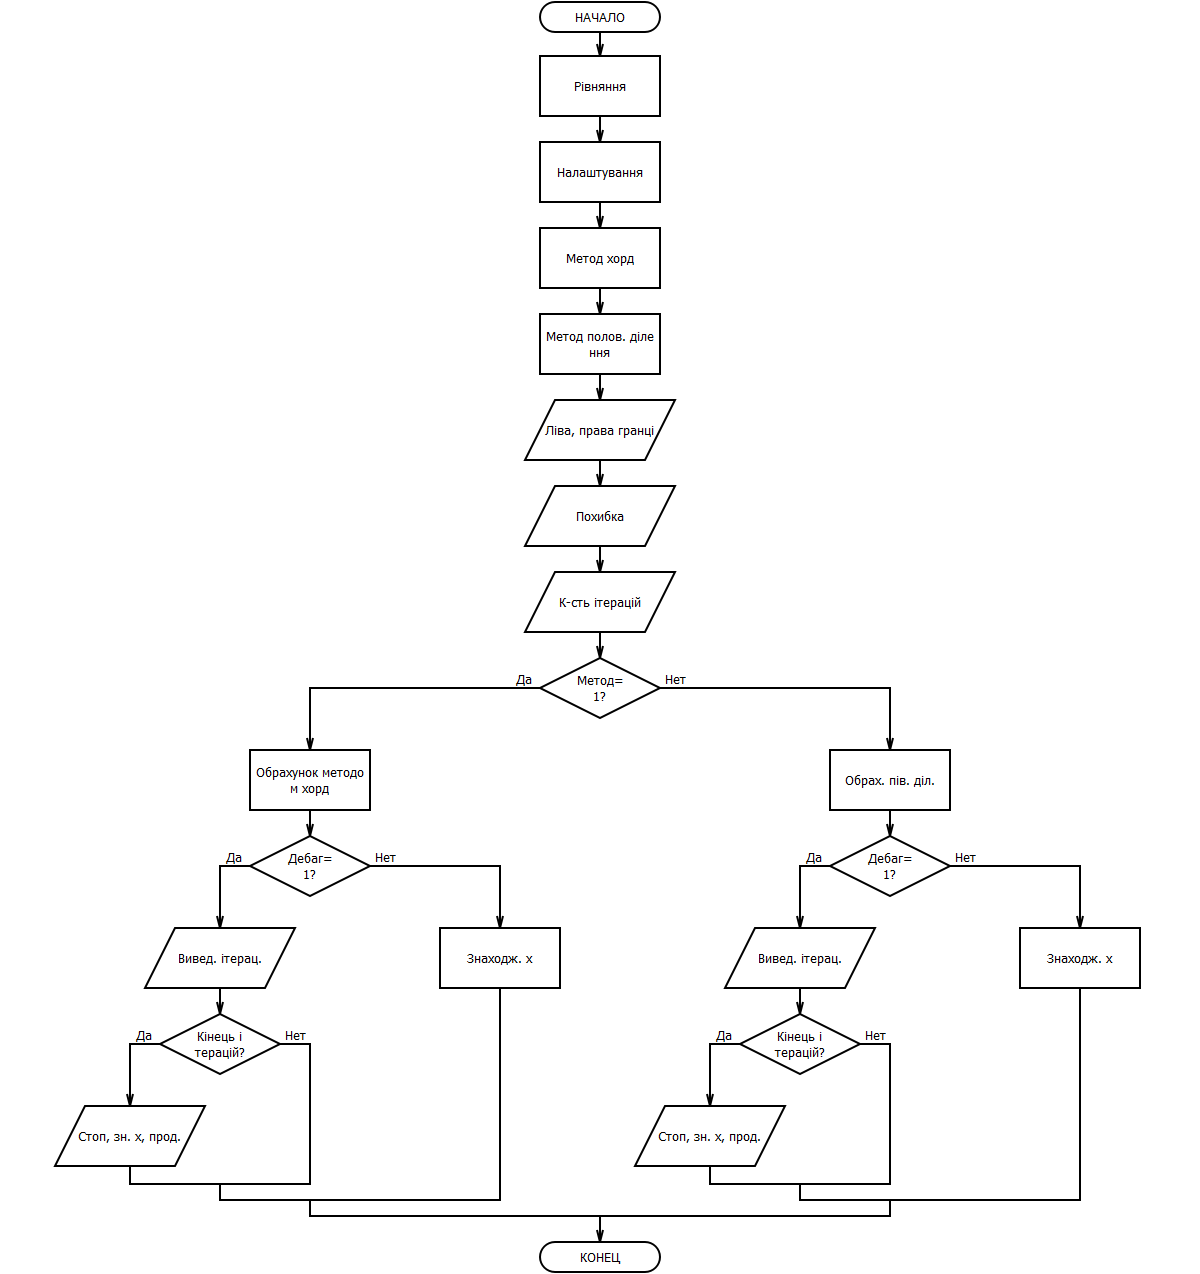 НАЧАЛО
Рівняння
Налаштування
Метод хорд
Метод полов. діле
ння
Ліва, права гранці
Похибка
К-сть ітерацій
Да
Метод=
1?
Нет
Обрахунок методо
м хорд
Обрах. пів. діл.
Да
Дебаг=
1?
Нет
Да
Дебаг=
1?
Нет
Вивед. ітерац.
Знаходж. х
Вивед. ітерац.
Знаходж. х
Да
Кінець і
терацій?
Нет
Да
Кінець і
терацій?
Нет
Стоп, зн. х, прод.
Стоп, зн. х, прод.
КОНЕЦ